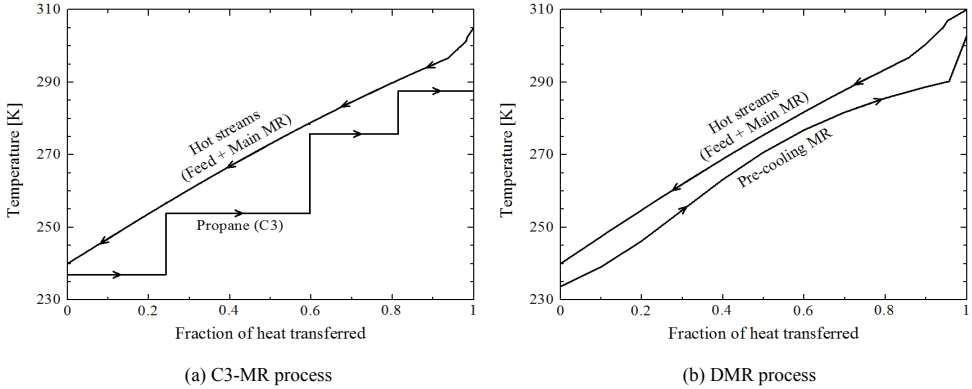 310
290
270
250
230
Temperature [K]
Hot streams
(Feed + Main MR)
Propane (C3)
0
0.2
0.4
0.6
0.8
1
Fraction of heat transferred
(a) C3-MR process
310
290
270
250
230
Temperature [K]
Hot streams
(Feed + Main MR)
Pre-cooling MR
0
0.2
0.4
0.6
0.8
1
Fraction of heat transferred
(b) DMR process